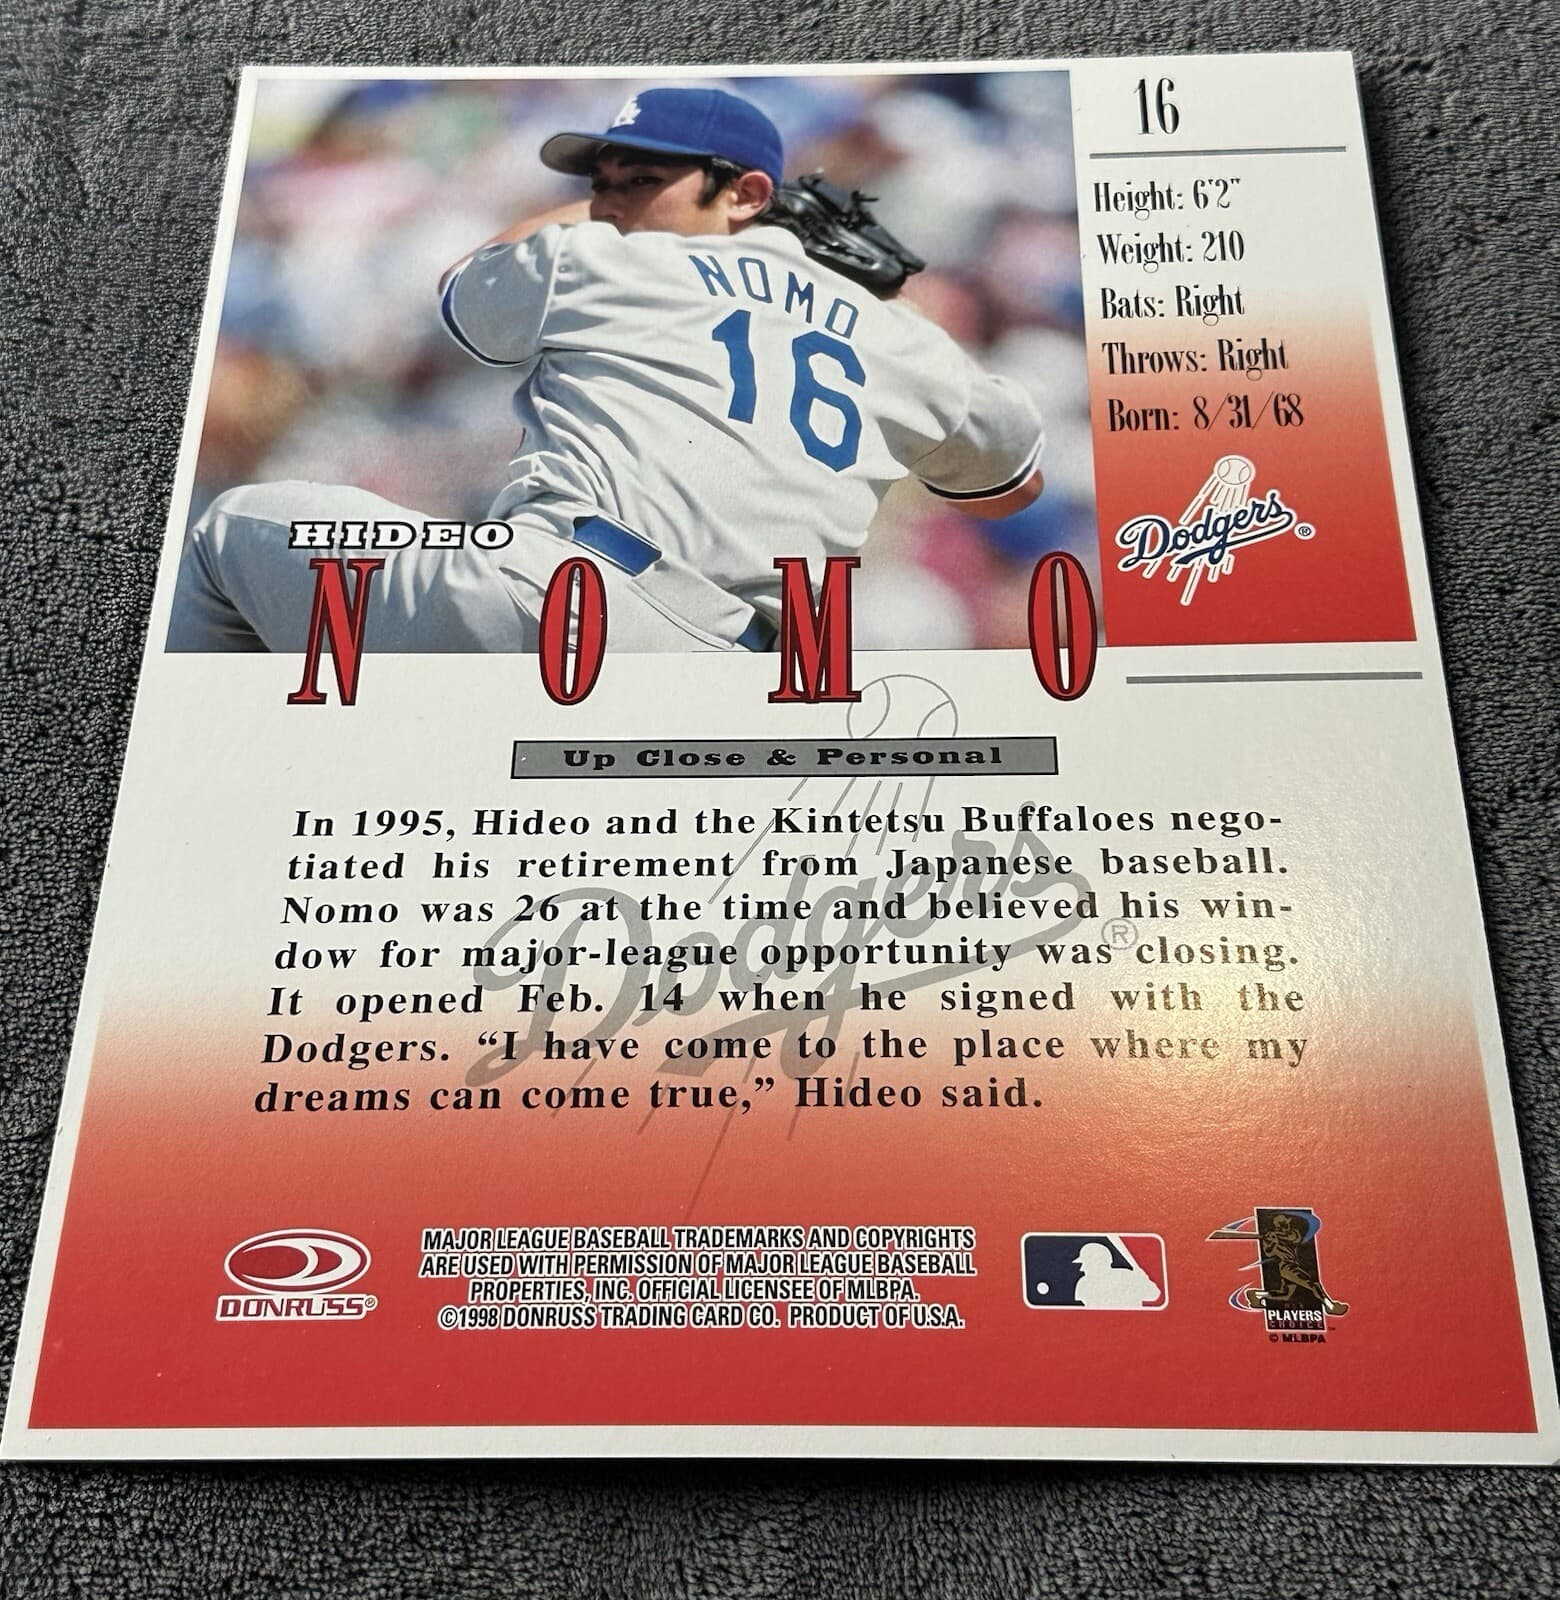 16
Height: 6'2"
Weight: 210
Bats: Right
Throws: Right
Born: 8/31/68
Dodgers ®
LA
NOMO
16
HIDEO
NOMO
Up Close & Personal
In 1995, Hideo and the Kintetsu Buffaloes nego-
tiated his retirement from Japanese baseball.
Nomo was 26 at the time and believed his win-
dow for major-league opportunity was closing.
It opened Feb. 14 when he signed with the
Dodgers. “I have come to the place where my
dreams can come true,” Hideo said.
Dodgers ®
DONRUSS®
MAJOR LEAGUE BASEBALL TRADEMARKS AND COPYRIGHTS
ARE USED WITH PERMISSION OF MAJOR LEAGUE BASEBALL
PROPERTIES, INC. OFFICIAL LICENSEE OF MLBPA.
©1998 DONRUSS TRADING CARD CO. PRODUCT OF U.S.A.
PLAYERS
CHOICE
© MLBPA